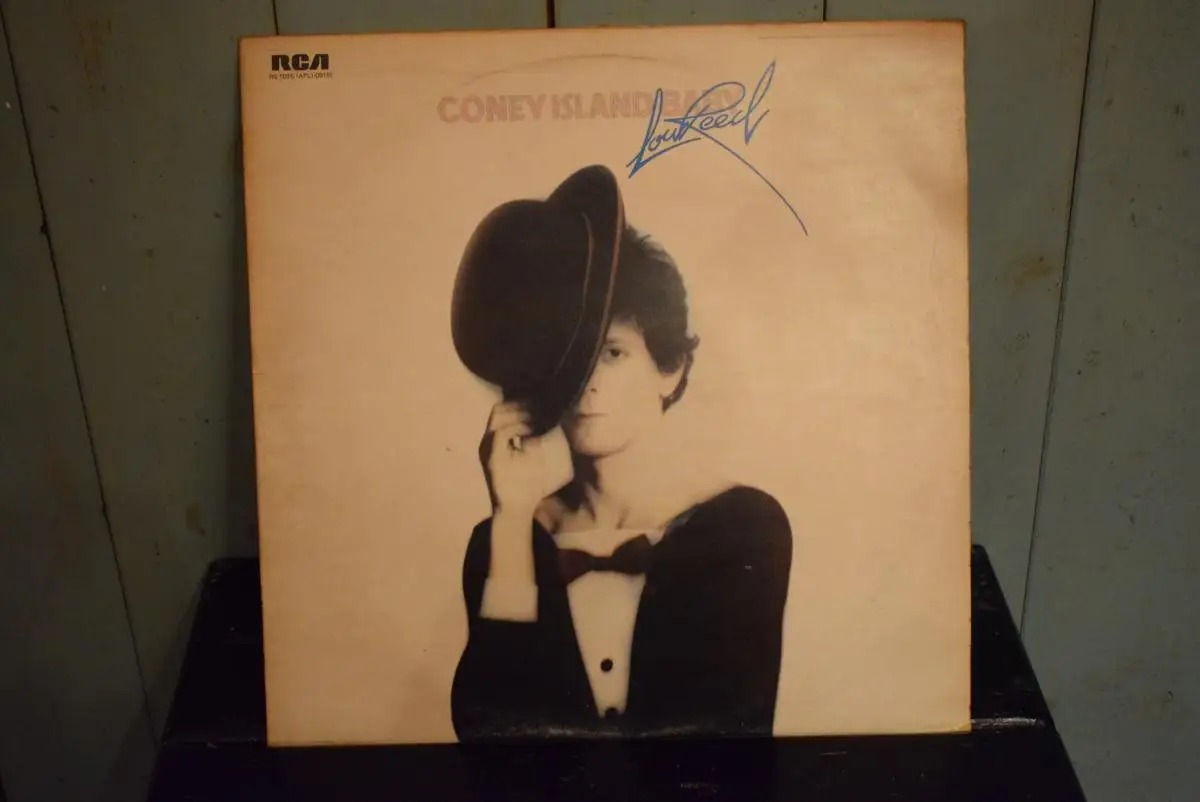 RCA
CONEY ISLAND BABY
Lou Reed